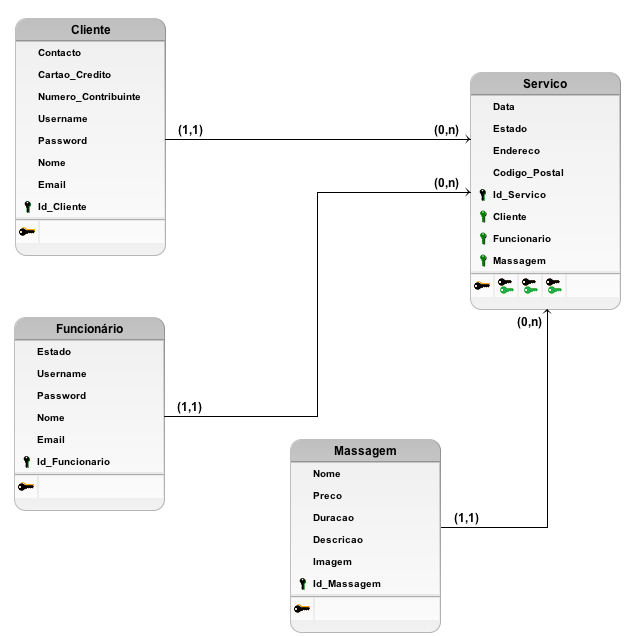 Cliente
Contacto
Cartao_Credito
Numero_Contribuinte
Username
Password
Nome
Email
Id_Cliente
(1,1)
(0,n)
(0,n)
Servico
Data
Estado
Endereco
Codigo_Postal
Id_Servico
Cliente
Funcionario
Massagem
(0,n)
Funcionário
Estado
Username
Password
Nome
Email
Id_Funcionario
(1,1)
Massagem
Nome
Preco
Duracao
Descricao
Imagem
Id_Massagem
(1,1)